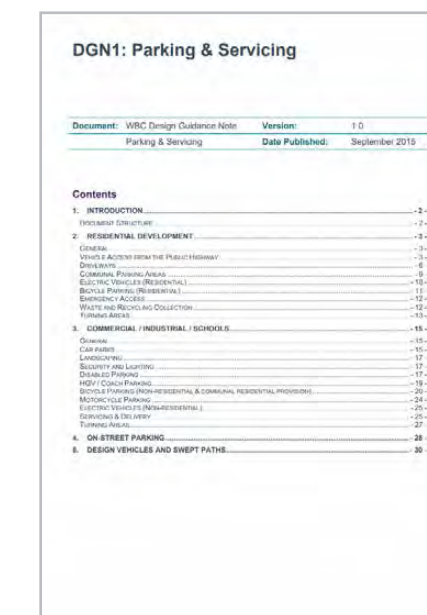 DGN1: Parking & Servicing
Document: WBC Design Guidance Note Version: 1.0
Parking & Servicing Date Published: September 2015
Contents
1. INTRODUCTION - 2 -
DOCUMENT STRUCTURE - 2 -
2. RESIDENTIAL DEVELOPMENT - 3 -
GENERAL - 3 -
VEHICLE ACCESS FROM THE PUBLIC HIGHWAY - 3 -
DRIVEWAYS - 6 -
COMMUNAL PARKING AREAS - 9 -
ELECTRIC VEHICLES (RESIDENTIAL) - 10 -
BICYCLE PARKING (RESIDENTIAL) - 11 -
EMERGENCY ACCESS - 12 -
WASTE AND RECYCLING COLLECTION - 12 -
TURNING AREAS - 13 -
3. COMMERCIAL / INDUSTRIAL / SCHOOLS - 15 -
GENERAL - 15 -
CAR PARKS - 15 -
LANDSCAPING - 17 -
SECURITY AND LIGHTING - 17 -
DISABLED PARKING - 17 -
HGV / COACH PARKING - 19 -
BICYCLE PARKING (NON-RESIDENTIAL & COMMUNAL RESIDENTIAL PROVISION) - 20 -
MOTORCYCLE PARKING - 24 -
ELECTRIC VEHICLES (NON-RESIDENTIAL) - 25 -
SERVICING & DELIVERY - 25 -
TURNING AREAS - 27 -
4. ON-STREET PARKING - 28 -
5. DESIGN VEHICLES AND SWEPT PATHS - 30 -